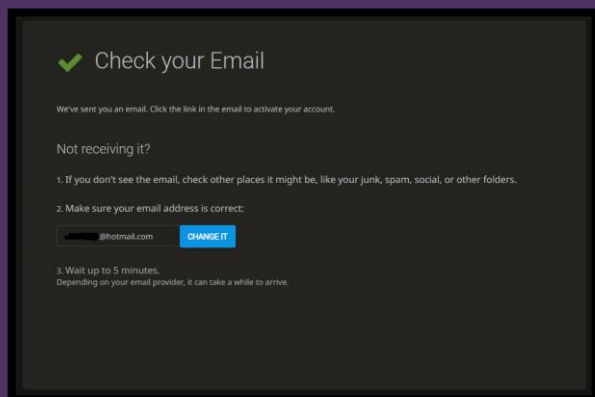 Check your Email
We've sent you an email. Click the link in the email to activate your account.
Not receiving it?
1. If you don't see the email, check other places it might be, like your junk, spam, social, or other folders.
2. Make sure your email address is correct:
@hotmail.com CHANGE IT
3. Wait up to 5 minutes.
Depending on your email provider, it can take a while to arrive.